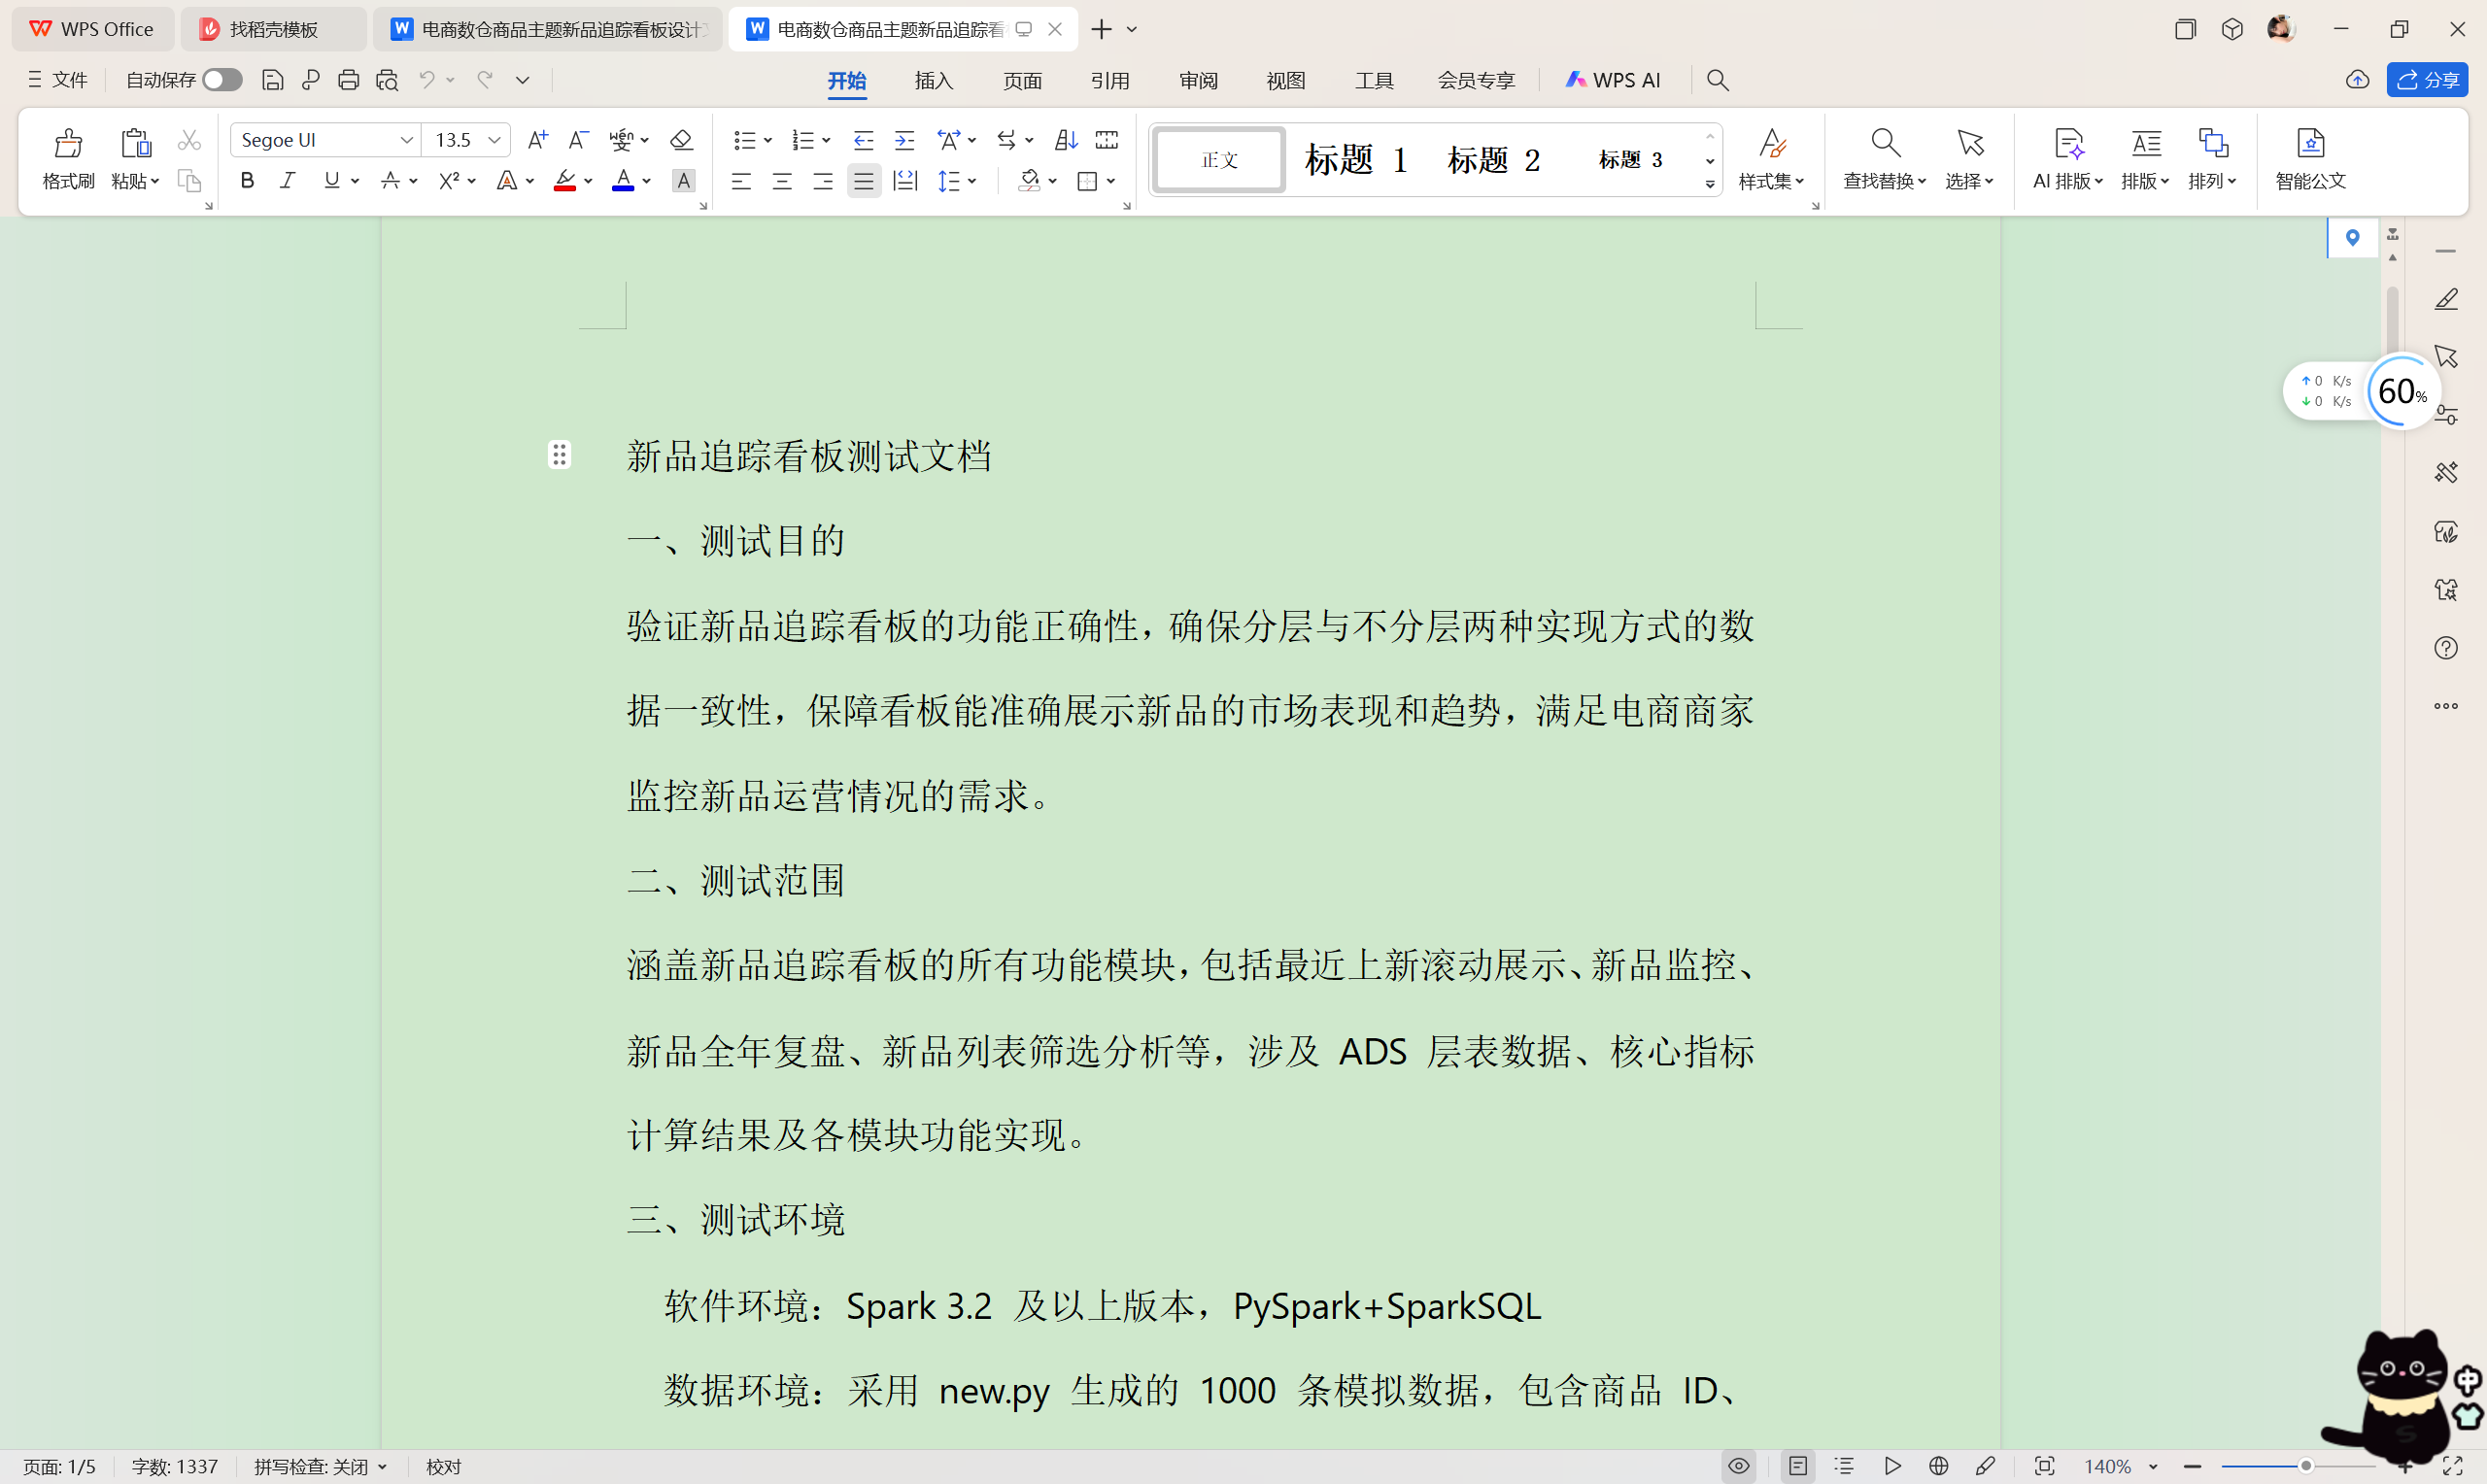 WPS Office
找稻壳模板
电商数仓商品主题新品追踪看板设计
电商数仓商品主题新品追踪看
文件
自动保存
开始
插入
页面
引用
审阅
视图
工具
会员专享
WPS AI
分享
格式刷
粘贴
Segoe UI
13.5
正文
标题 1
标题 2
标题 3
样式集
查找替换
选择
AI 排版
排版
排列
智能公文
0 K/s
0 K/s
60%
新品追踪看板测试文档
一、测试目的
验证新品追踪看板的功能正确性，确保分层与不分层两种实现方式的数
据一致性，保障看板能准确展示新品的市场表现和趋势，满足电商商家
监控新品运营情况的需求。
二、测试范围
涵盖新品追踪看板的所有功能模块，包括最近上新滚动展示、新品监控、
新品全年复盘、新品列表筛选分析等，涉及 ADS 层表数据、核心指标
计算结果及各模块功能实现。
三、测试环境
软件环境：Spark 3.2 及以上版本，PySpark+SparkSQL
数据环境：采用 new.py 生成的 1000 条模拟数据，包含商品 ID、
中
页面: 1/5
字数: 1337
拼写检查: 关闭
校对
140%